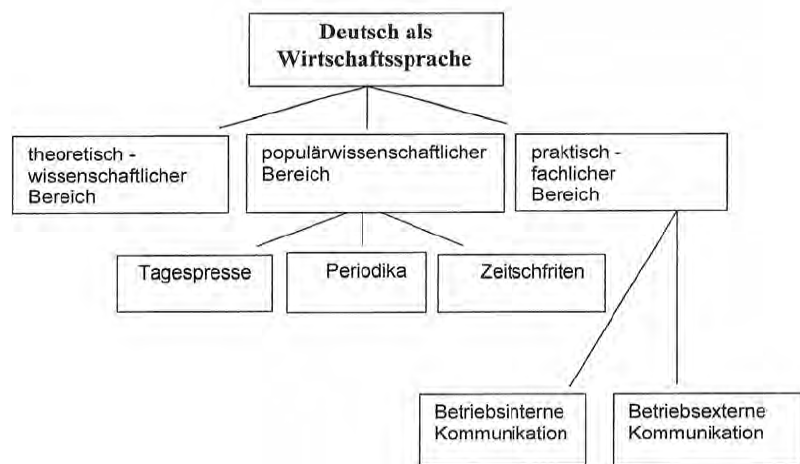 Deutsch als
Wirtschaftssprache
theoretisch -
wissenschaftlicher
Bereich
populärwissenschaftlicher
Bereich
praktisch -
fachlicher
Bereich
Tagespresse
Periodika
Zeitschfriten
Betriebsinterne
Kommunikation
Betriebsexterne
Kommunikation